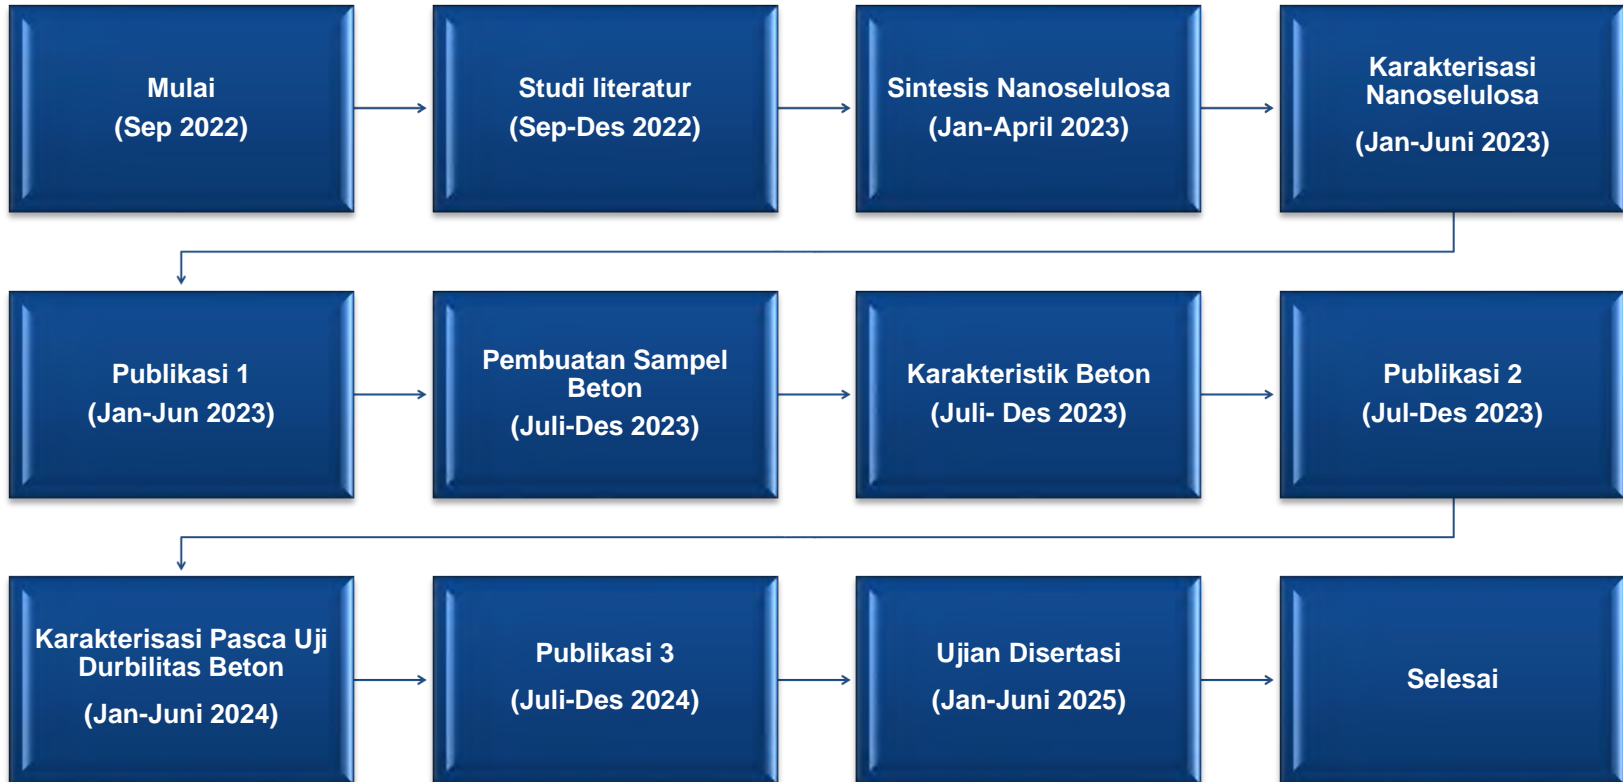 Mulai
(Sep 2022)
Studi literatur
(Sep-Des 2022)
Sintesis Nanoselulosa
(Jan-April 2023)
Karakterisasi
Nanoselulosa
(Jan-Juni 2023)
Publikasi 1
(Jan-Jun 2023)
Pembuatan Sampel
Beton
(Juli-Des 2023)
Karakteristik Beton
(Juli- Des 2023)
Publikasi 2
(Jul-Des 2023)
Karakterisasi Pasca Uji
Durbilitas Beton
(Jan-Juni 2024)
Publikasi 3
(Juli-Des 2024)
Ujian Disertasi
(Jan-Juni 2025)
Selesai